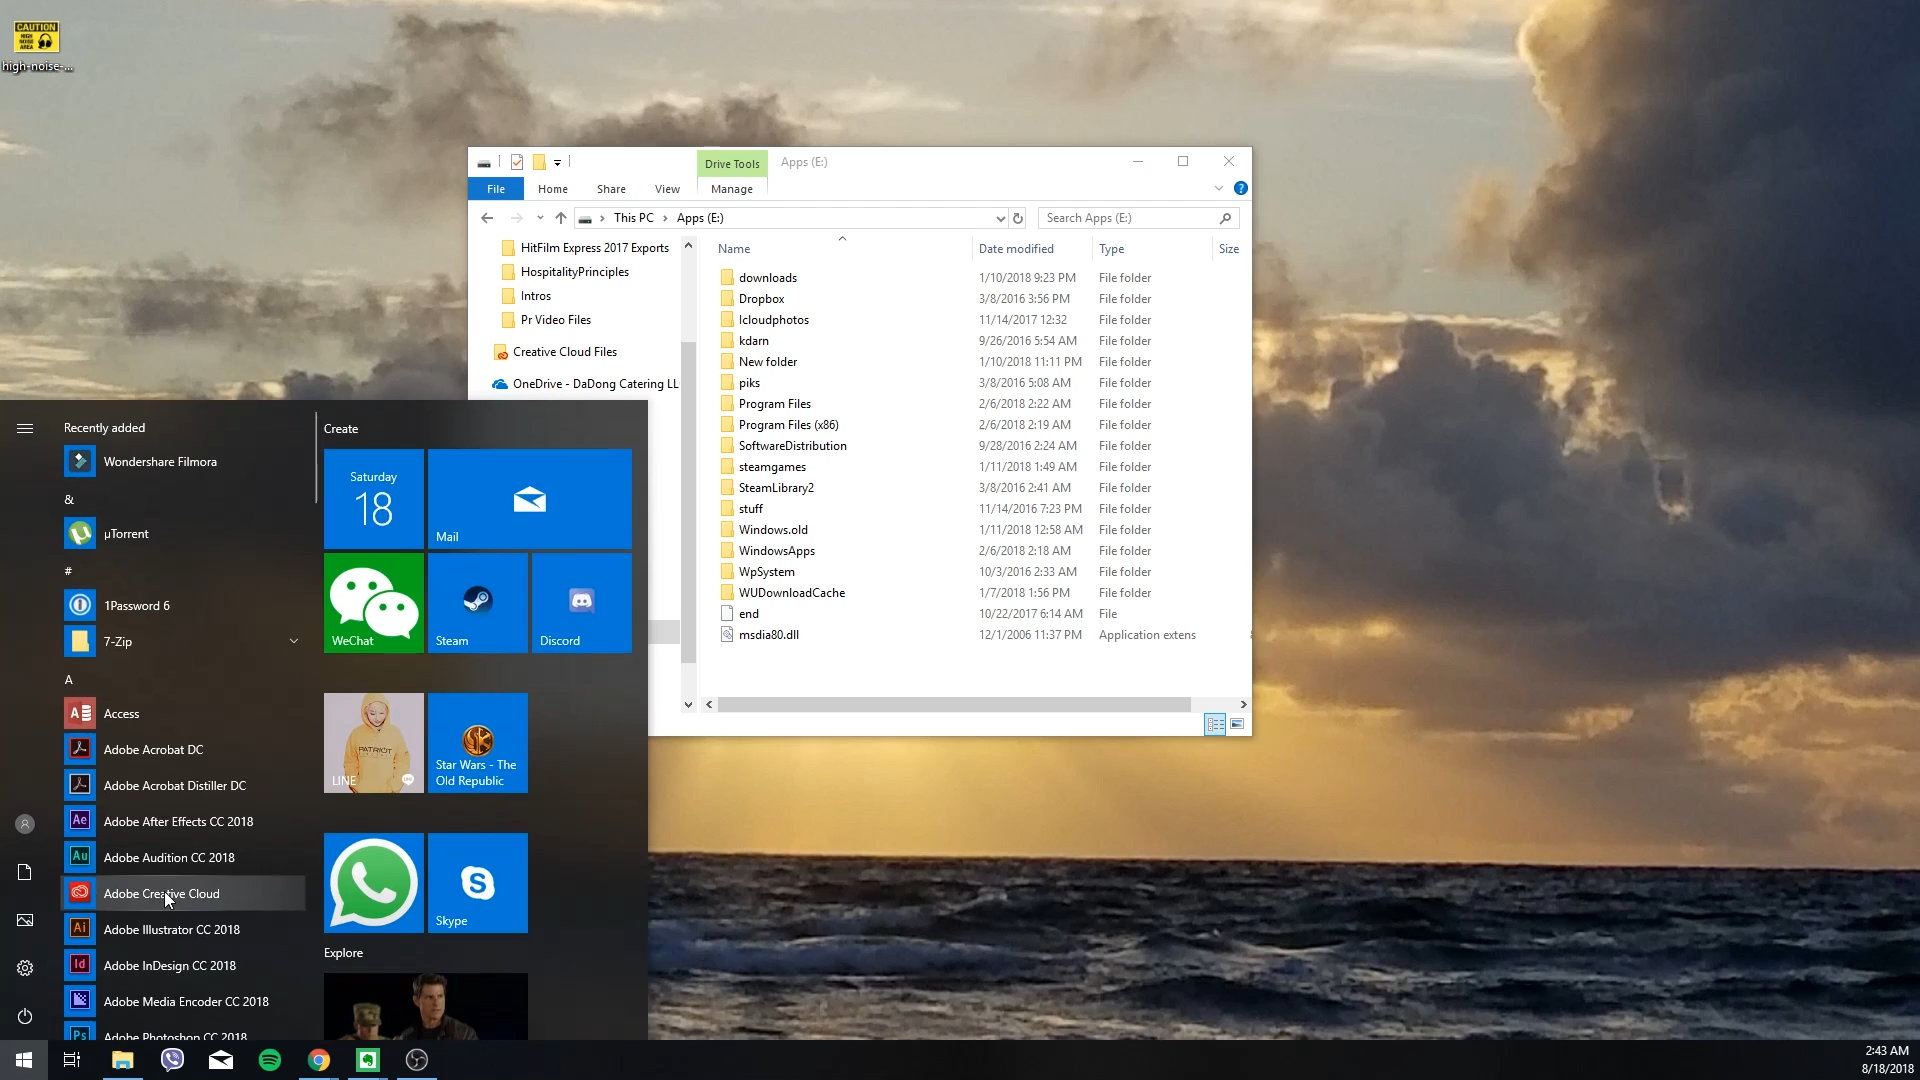 CAUTION
HIGH
NOISE
AREA
high-noise-...
Drive Tools
Apps (E:)
File
Home
Share
View
Manage
This PC
Apps (E:)
Search Apps (E:)
HitFilm Express 2017 Exports
HospitalityPrinciples
Intros
Pr Video Files
Creative Cloud Files
OneDrive - DaDong Catering LL
Name Date modified Type Size
downloads 1/10/2018 9:23 PM File folder
Dropbox 3/8/2016 3:56 PM File folder
Icloudphotos 11/14/2017 12:32 File folder
kdarn 9/26/2016 5:54 AM File folder
New folder 1/10/2018 11:11 PM File folder
piks 3/8/2016 5:08 AM File folder
Program Files 2/6/2018 2:22 AM File folder
Program Files (x86) 2/6/2018 2:19 AM File folder
SoftwareDistribution 9/28/2016 2:24 AM File folder
steamgames 1/11/2018 1:49 AM File folder
SteamLibrary2 3/8/2016 2:41 AM File folder
stuff 11/14/2016 7:23 PM File folder
Windows.old 1/11/2018 12:58 AM File folder
WindowsApps 2/6/2018 2:18 AM File folder
WpSystem 10/3/2016 2:33 AM File folder
WUDownloadCache 1/7/2018 1:56 PM File folder
end 10/22/2017 6:14 AM File
msdia80.dll 12/1/2006 11:37 PM Application extens
Recently added
Wondershare Filmora
&
µTorrent
#
1Password 6
7-Zip
A
Access
Adobe Acrobat DC
Adobe Acrobat Distiller DC
Adobe After Effects CC 2018
Adobe Audition CC 2018
Adobe Creative Cloud
Adobe Illustrator CC 2018
Adobe InDesign CC 2018
Adobe Media Encoder CC 2018
Adobe Photoshop CC 2018
Create
Saturday
18
Mail
WeChat
Steam
Discord
PATRIOT
LINE
Star Wars - The
Old Republic
Skype
Explore
2:43 AM
8/18/2018